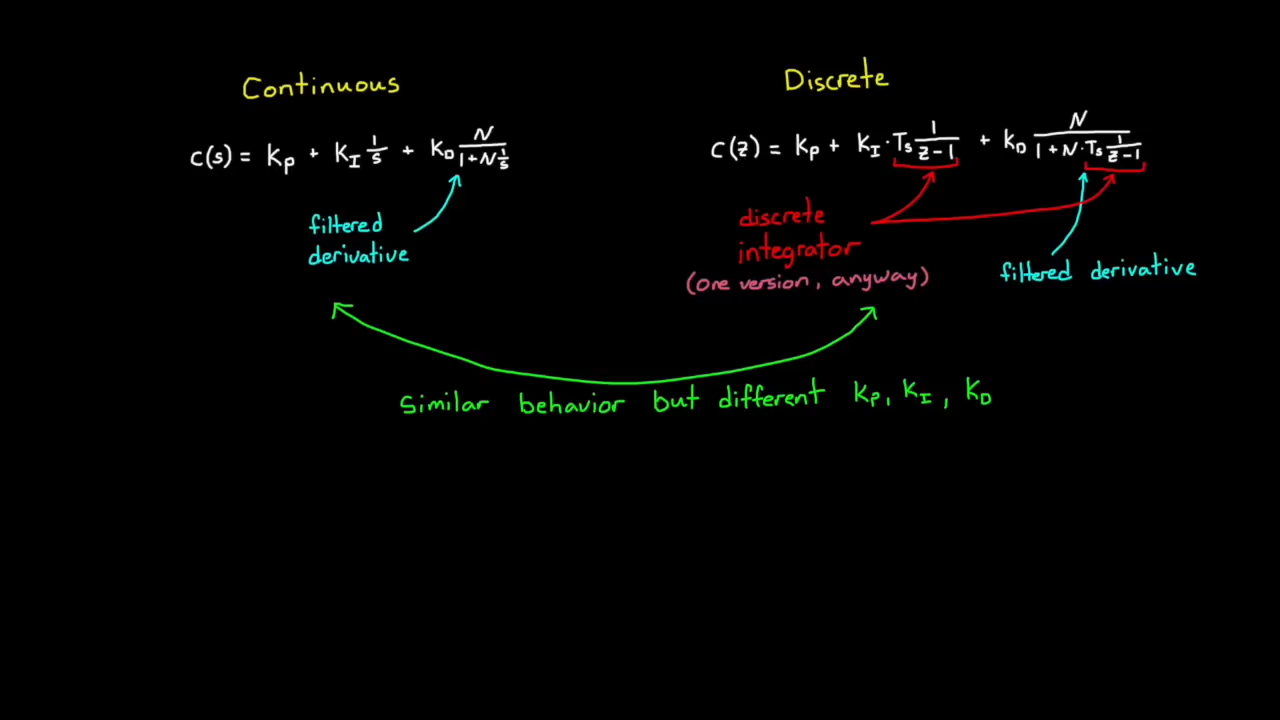 Continuous
C(s) = Kp + KI 1/s + KD N/(1+N 1/s)
filtered
derivative
Discrete
C(z) = Kp + KI · Ts 1/(z-1) + KD N/(1+N·Ts 1/(z-1))
discrete
integrator
(one version, anyway)
filtered derivative
similar behavior but different Kp, KI, KD